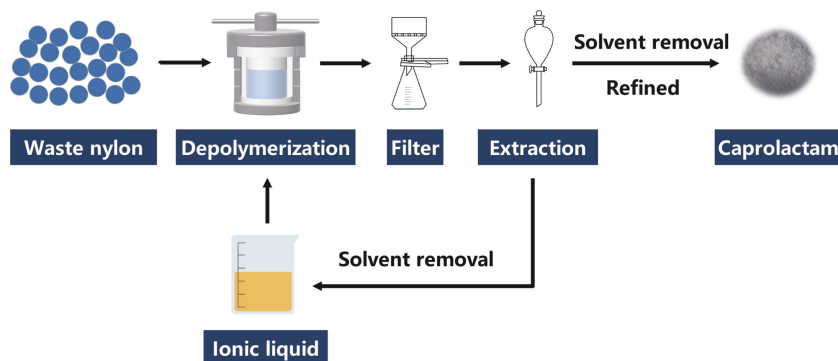 Solvent removal
Refined
Waste nylon
Depolymerization
Filter
Extraction
Caprolactam
Solvent removal
Ionic liquid